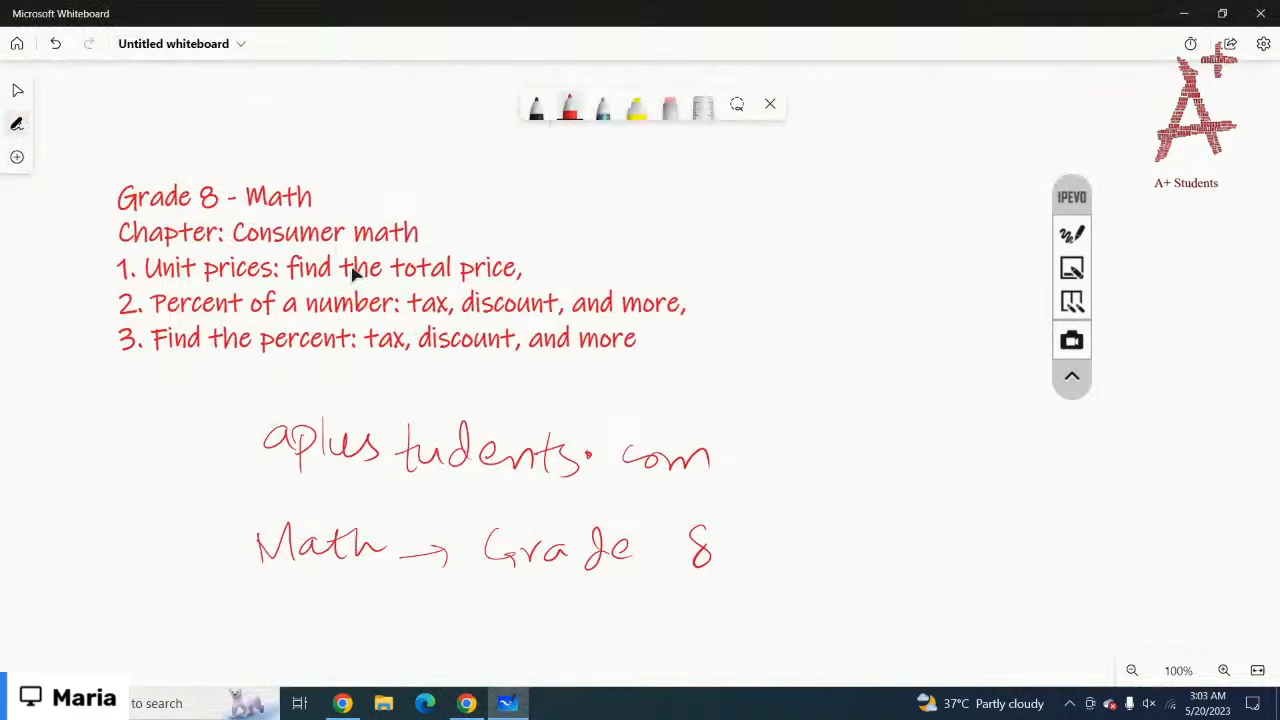 Microsoft Whiteboard
Untitled whiteboard
A+ Students
IPEVO
Grade 8 - Math
Chapter: Consumer math
1. Unit prices: find the total price,
2. Percent of a number: tax, discount, and more,
3. Find the percent: tax, discount, and more
aplustudents.com
Math → Grade 8
100%
Maria
to search
37°C Partly cloudy
3:03 AM
5/20/2023